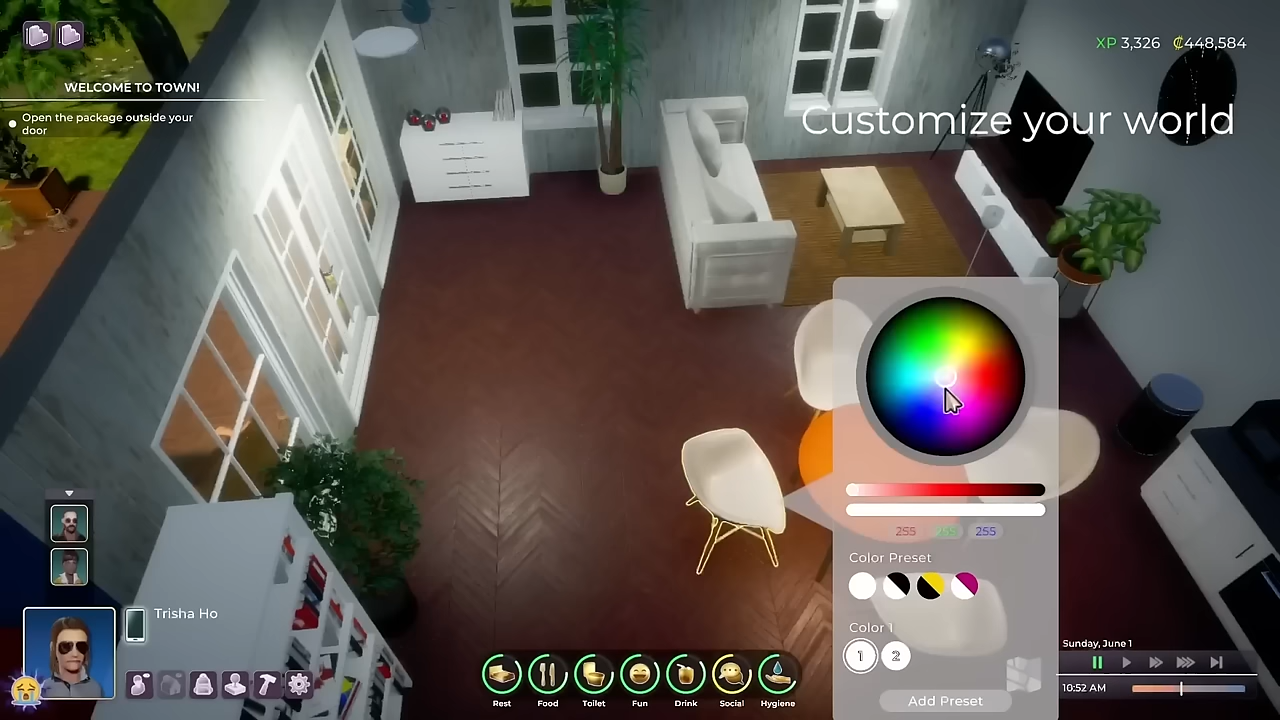 XP 3,326 ₵448,584
WELCOME TO TOWN!
Open the package outside your
door
Customize your world
255 255 255
Color Preset
Color 1
1 2
Add Preset
Trisha Ho
Rest Food Toilet Fun Drink Social Hygiene
Sunday, June 1
10:52 AM